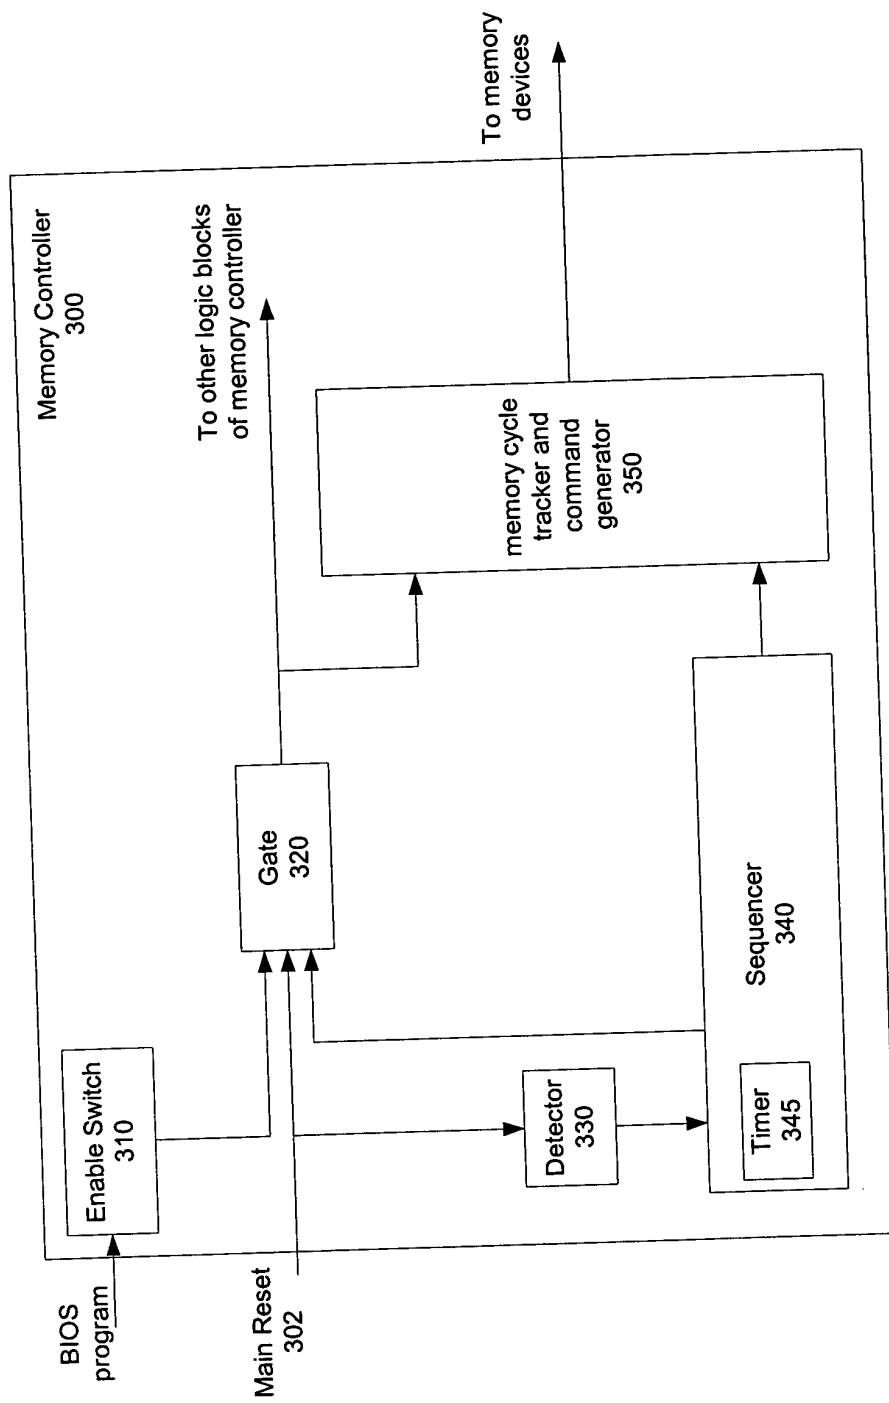 Memory Controller
300
To memory
devices
To other logic blocks
of memory controller
BIOS
program
Enable Switch
310
Main Reset
302
Gate
320
memory cycle
tracker and
command
generator
350
Detector
330
Sequencer
340
Timer
345